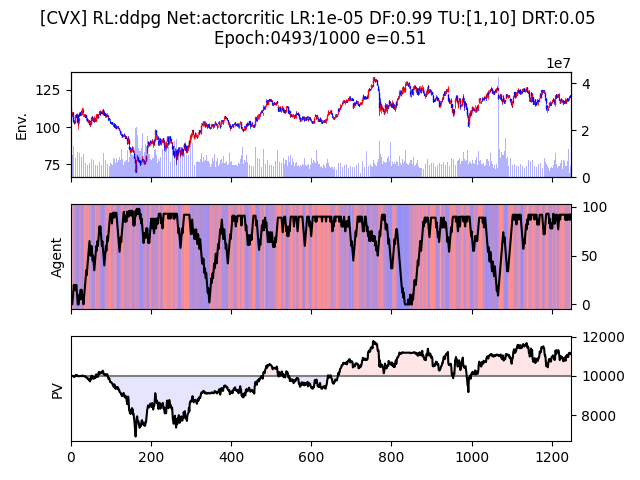 [CVX] RL:ddpg Net:actorcritic LR:1e-05 DF:0.99 TU:[1,10] DRT:0.05
Epoch:0493/1000 e=0.51
1e7
125
100
75
Env.
4
2
0
Agent
100
50
0
PV
12000
10000
8000
0 200 400 600 800 1000 1200